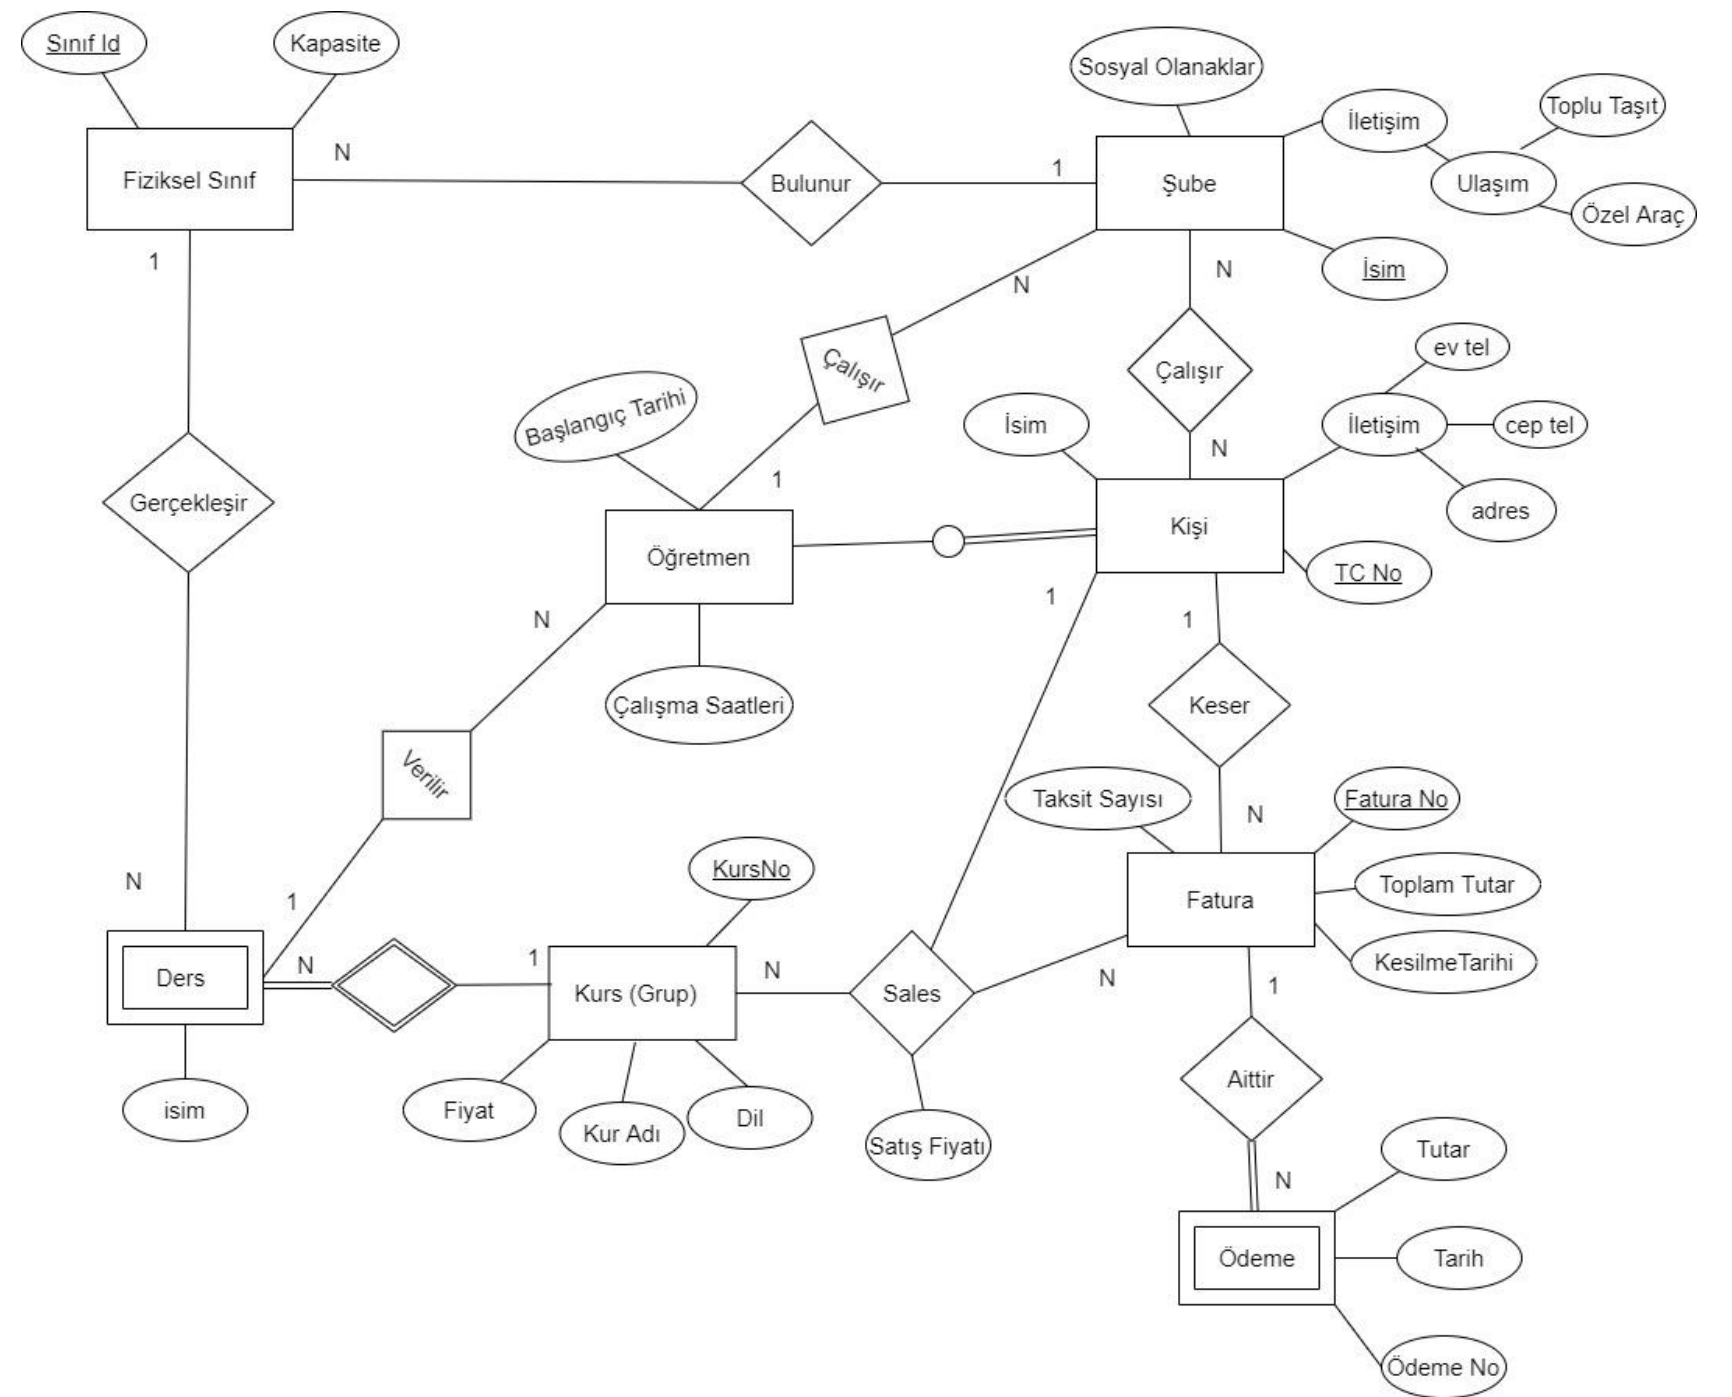 Sınıf Id
Kapasite
Sosyal Olanaklar
İletişim
Toplu Taşıt
Fiziksel Sınıf
N
Bulunur
1
Şube
Ulaşım
Özel Araç
1
N
N
İsim
Çalışır
Çalışır
ev tel
Başlangıç Tarihi
İsim
N
İletişim
cep tel
1
Gerçekleşir
adres
Öğretmen
Kişi
TC No
N
1
1
Çalışma Saatleri
Keser
Verilir
Taksit Sayısı
N
Fatura No
KursNo
N
1
Fatura
Toplam Tutar
Ders
N
1
Kurs (Grup)
N
Sales
N
1
KesilmeTarihi
isim
Fiyat
Kur Adı
Dil
Satış Fiyatı
Aittir
N
Tutar
Ödeme
Tarih
Ödeme No